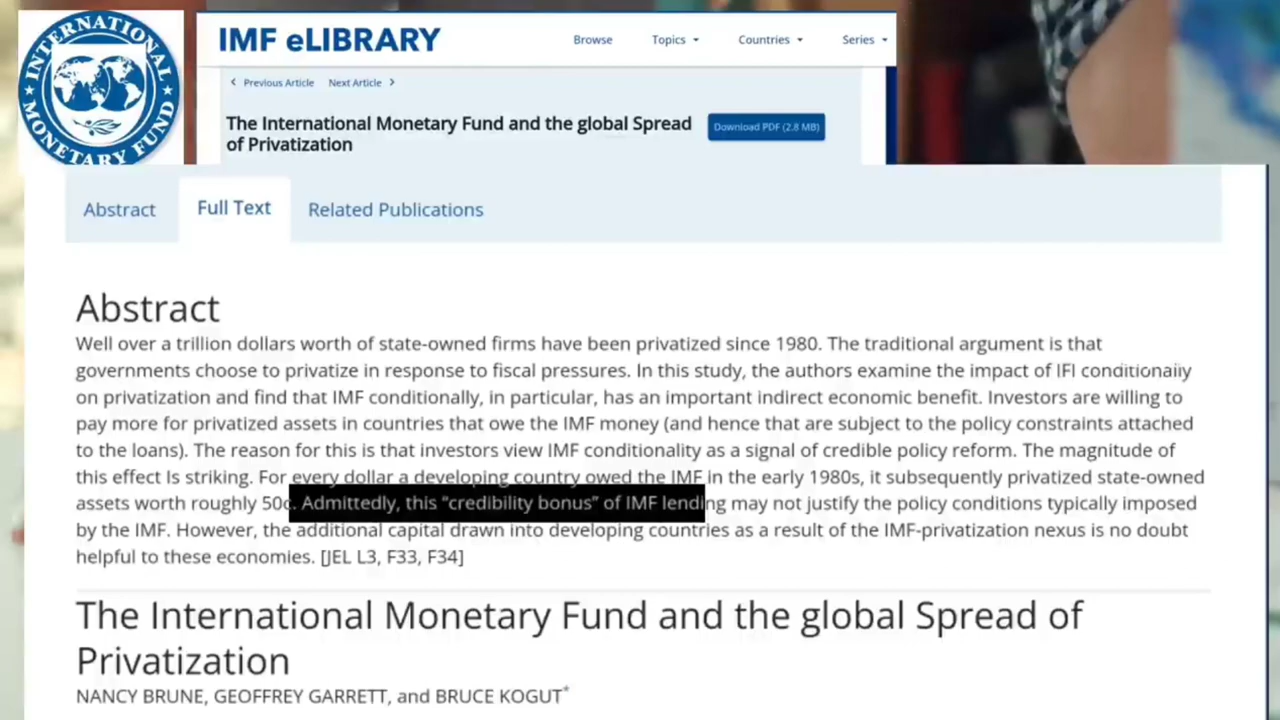 INTERNATIONAL MONETARY FUND
IMF eLIBRARY
Browse Topics Countries Series
Previous Article Next Article
The International Monetary Fund and the global Spread
of Privatization
Download PDF (2.8 MB)
Abstract Full Text Related Publications
Abstract
Well over a trillion dollars worth of state-owned firms have been privatized since 1980. The traditional argument is that
governments choose to privatize in response to fiscal pressures. In this study, the authors examine the impact of IFI conditionally
on privatization and find that IMF conditionally, in particular, has an important indirect economic benefit. Investors are willing to
pay more for privatized assets in countries that owe the IMF money (and hence that are subject to the policy constraints attached
to the loans). The reason for this is that investors view IMF conditionality as a signal of credible policy reform. The magnitude of
this effect Is striking. For every dollar a developing country owed the IMF in the early 1980s, it subsequently privatized state-owned
assets worth roughly 50¢. Admittedly, this “credibility bonus” of IMF lending may not justify the policy conditions typically imposed
by the IMF. However, the additional capital drawn into developing countries as a result of the IMF-privatization nexus is no doubt
helpful to these economies. [JEL L3, F33, F34]
The International Monetary Fund and the global Spread of
Privatization
NANCY BRUNE, GEOFFREY GARRETT, and BRUCE KOGUT*